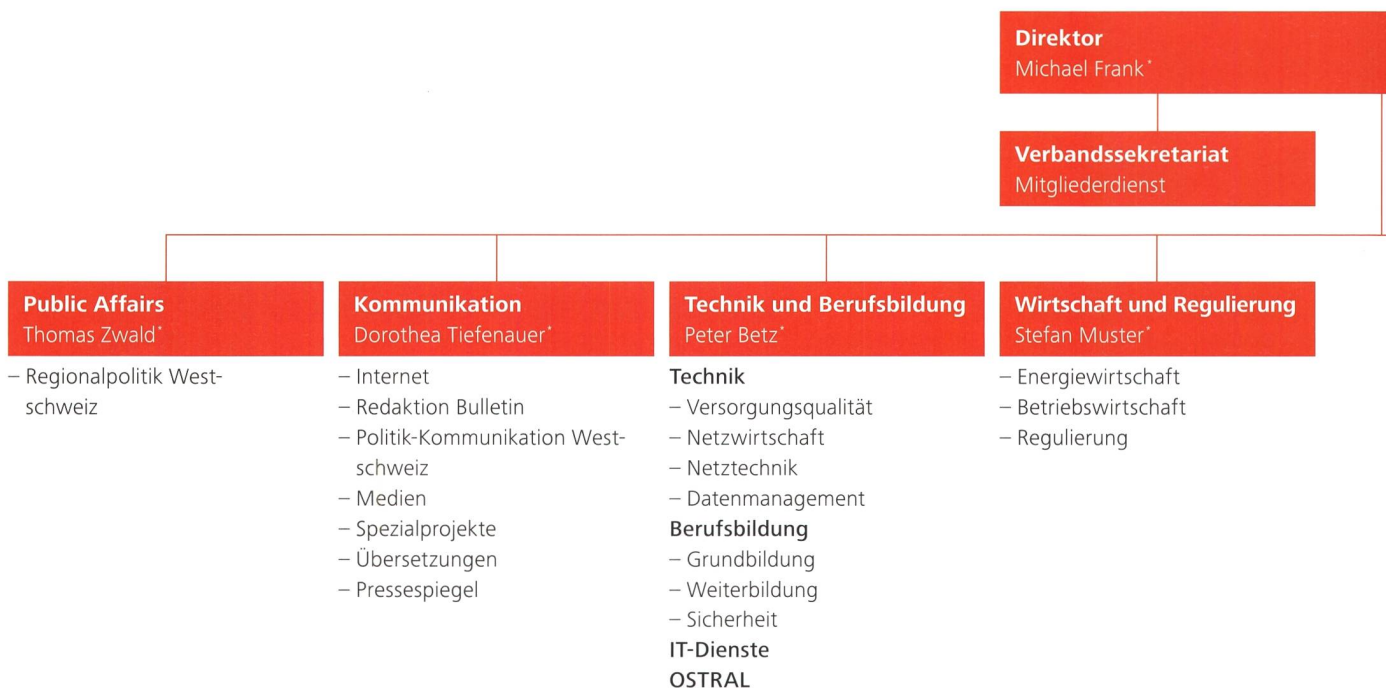 Direktor
Michael Frank*
Verbandssekretariat
Mitgliederdienst
Public Affairs
Thomas Zwald*
– Regionalpolitik West-
schweiz
Kommunikation
Dorothea Tiefenauer*
– Internet
– Redaktion Bulletin
– Politik-Kommunikation West-
schweiz
– Medien
– Spezialprojekte
– Übersetzungen
– Pressespiegel
Technik und Berufsbildung
Peter Betz*
Technik
– Versorgungsqualität
– Netzwirtschaft
– Netztechnik
– Datenmanagement
Berufsbildung
– Grundbildung
– Weiterbildung
– Sicherheit
IT-Dienste
OSTRAL
Wirtschaft und Regulierung
Stefan Muster*
– Energiewirtschaft
– Betriebswirtschaft
– Regulierung